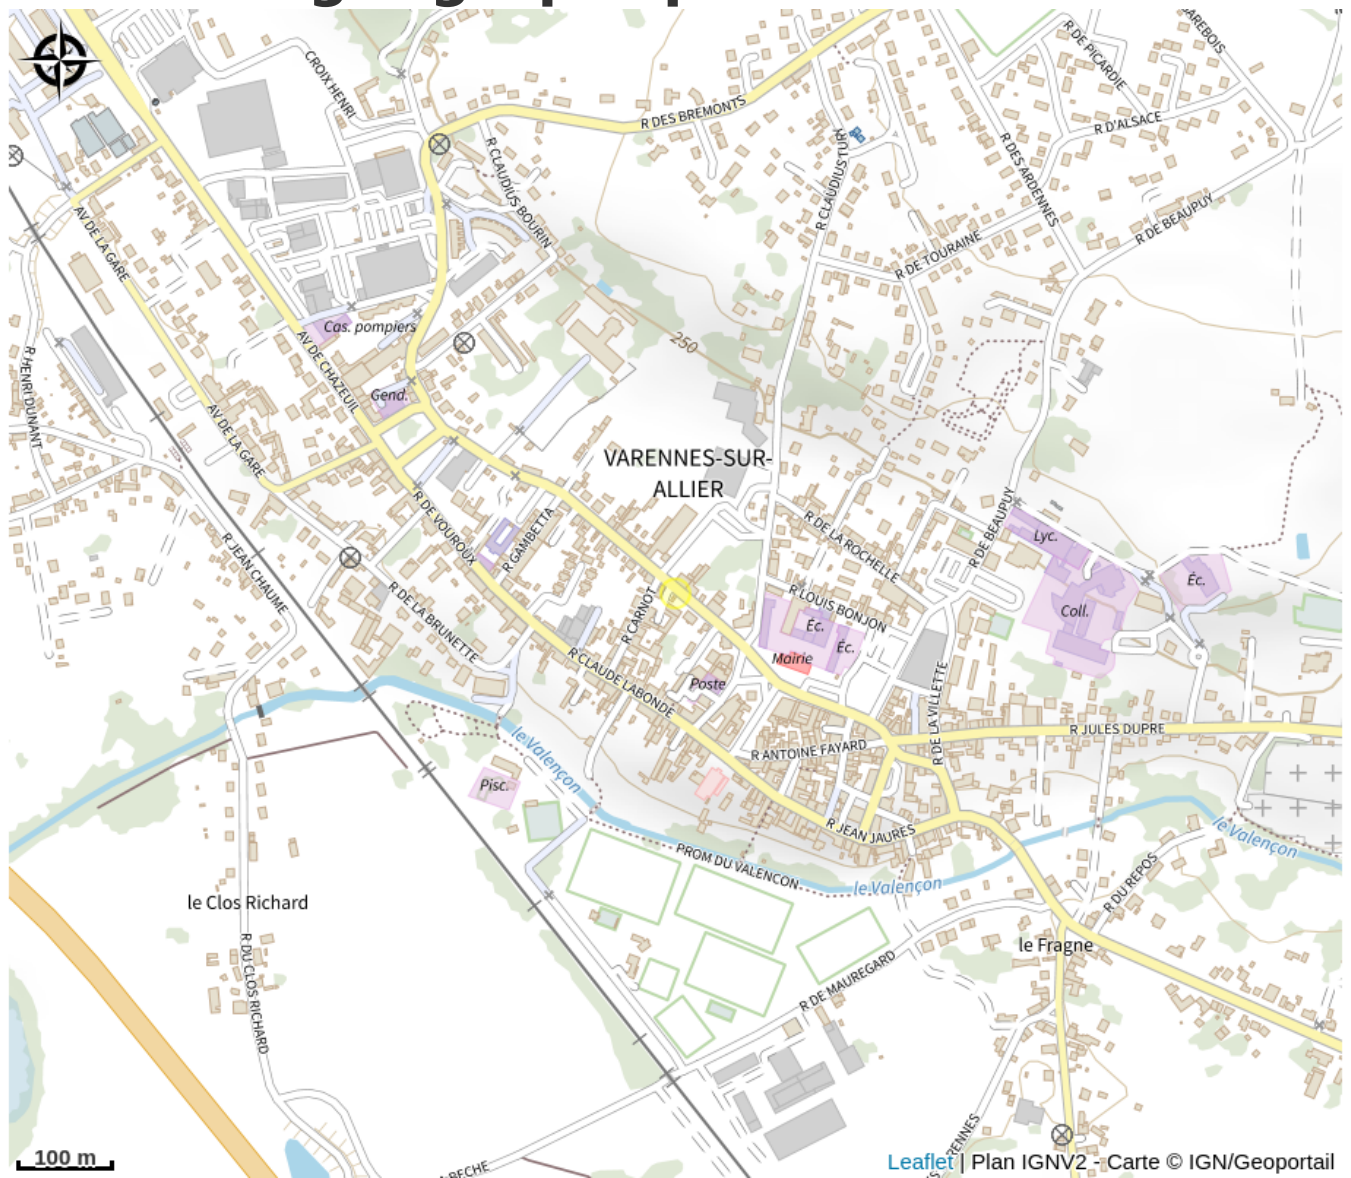 CROIX HENRI
R DES BREMONTS
R DE PICARDIE
AREBOIS
R D'ALSACE
R CLAUDIUS BOURIN
R CLAUDIUS TURK
R DES ARDENNES
R DE BEAUPUY
R DE TOURAINE
AV DE LA GARE
Cas. pompiers
250
R HENRI DUNANT
AV DE CHAZEUIL
Gend.
AV DE LA GARE
VARENNES-SUR-
ALLIER
R DE VOUROUX
R GAMBETTA
R DE LA ROCHELLE
R DE BEAUPUY
Lyc.
R JEAN CHAUME
R DE LA BRUNETTE
R CARNOT
R LOUIS BONJON
Éc.
Éc.
Éc.
Coll.
Mairie
R CLAUDE LABONDE
Poste
R DE LA VILLETTE
R JULES DUPRE
R ANTOINE FAYARD
le Valençon
Pisc.
R JEAN JAURES
le Valençon
PROM DU VALENCON
le Valençon
R DU REPOS
le Clos Richard
le Fragne
R DU CLOS RICHARD
R DE MAUREGARD
ENNES
100 m
BECHE
Leaflet | Plan IGNV2 - Carte © IGN/Geoportail